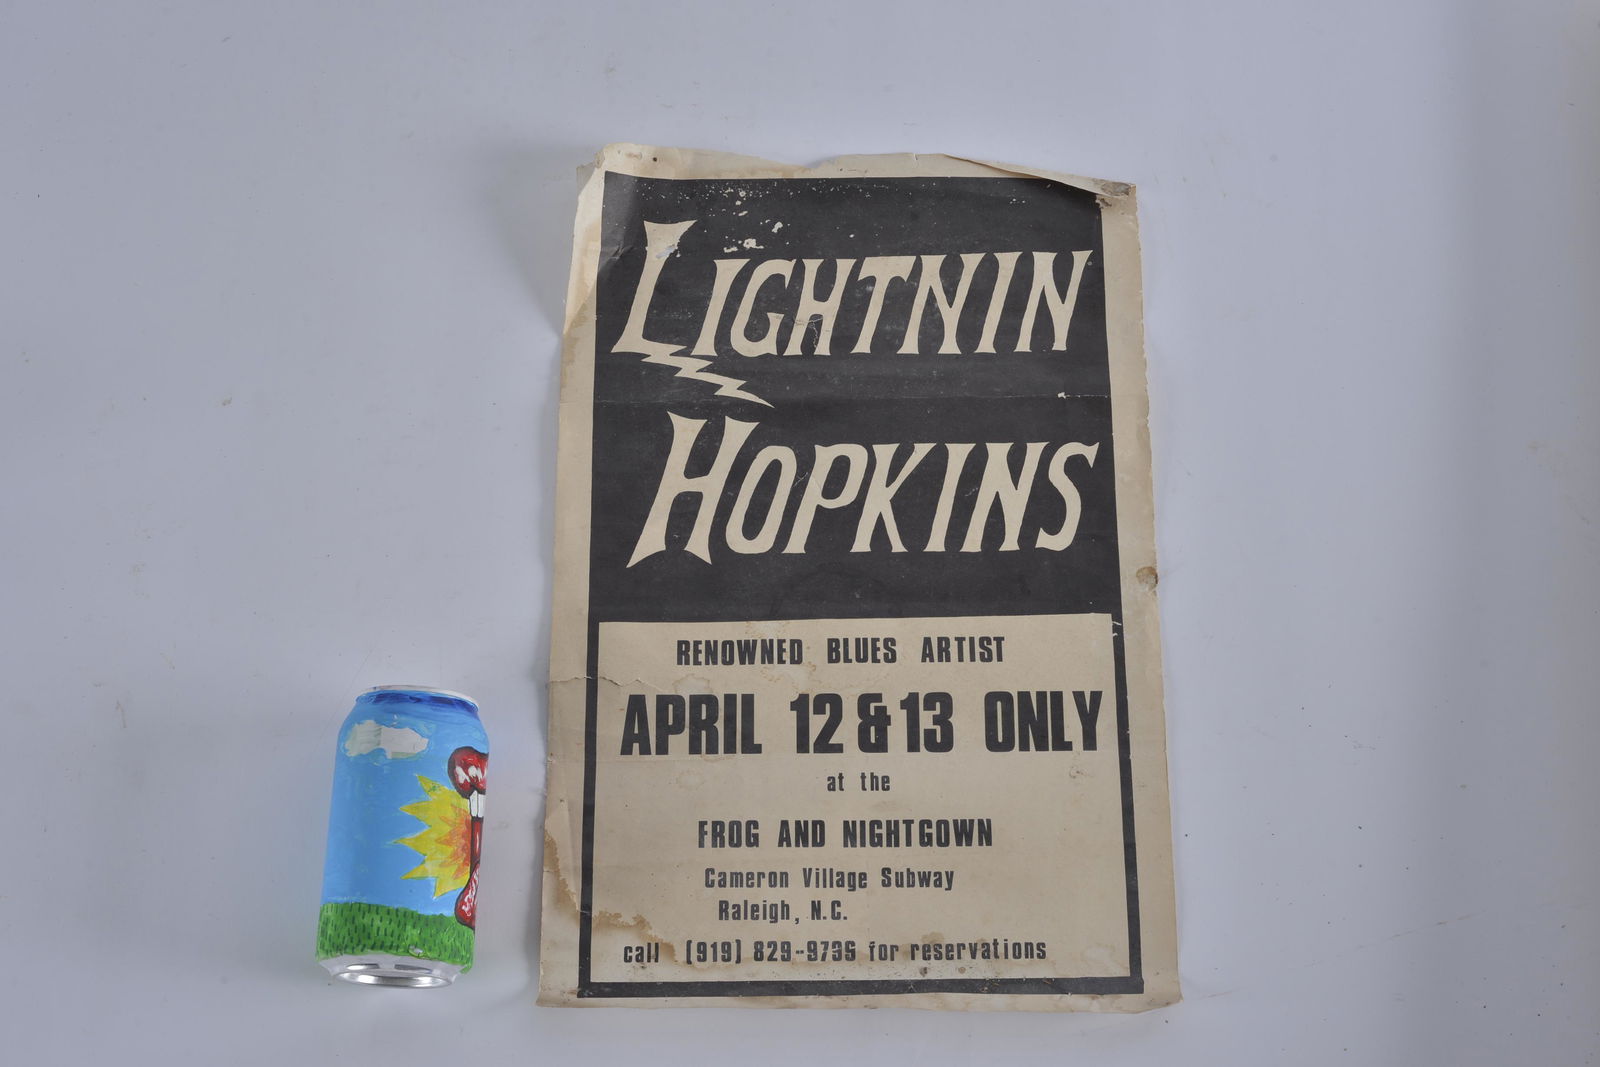 LIGHTNIN
HOPKINS
RENOWNED BLUES ARTIST
APRIL 12 & 13 ONLY
at the
FROG AND NIGHTGOWN
Cameron Village Subway
Raleigh, N.C.
call (919) 829-9799 for reservations